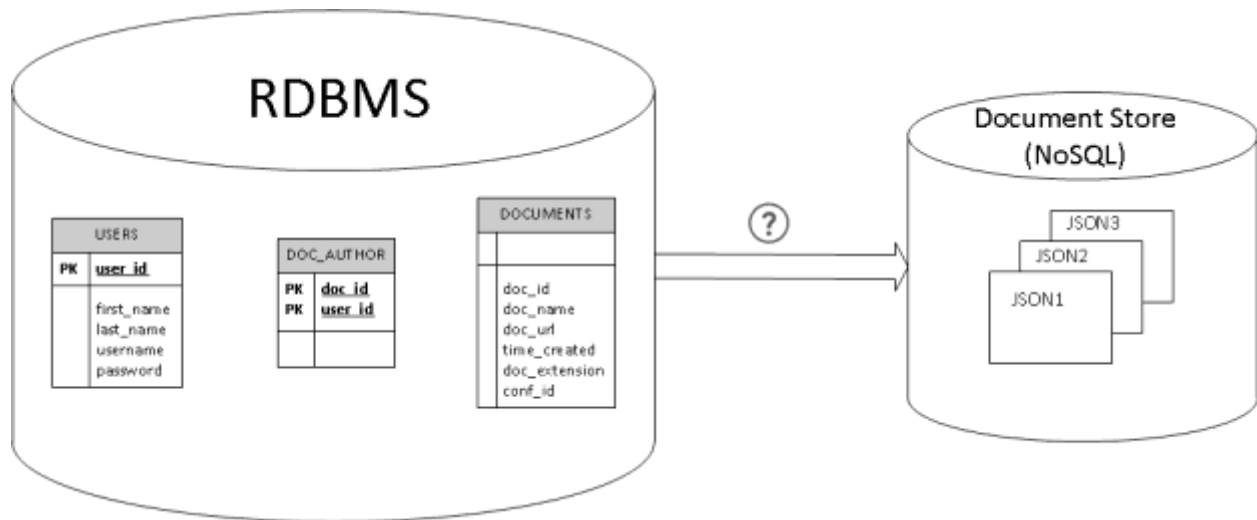 RDBMS
USERS
PK user_id
first_name
last_name
username
password
DOC_AUTHOR
PK doc_id
PK user_id
DOCUMENTS
doc_id
doc_name
doc_url
time_created
doc_extension
conf_id
?
Document Store
(NoSQL)
JSON3
JSON2
JSON1